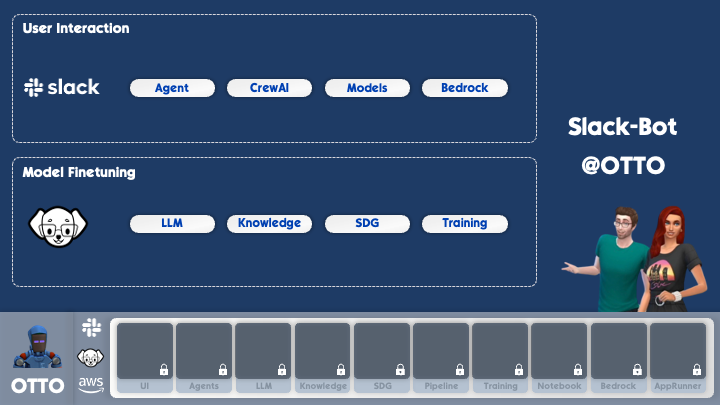 User Interaction
slack
Agent
CrewAI
Models
Bedrock
Model Finetuning
LLM
Knowledge
SDG
Training
Slack-Bot
@OTTO
OTTO
aws
UI
Agents
LLM
Knowledge
SDG
Pipeline
Training
Notebook
Bedrock
AppRunner